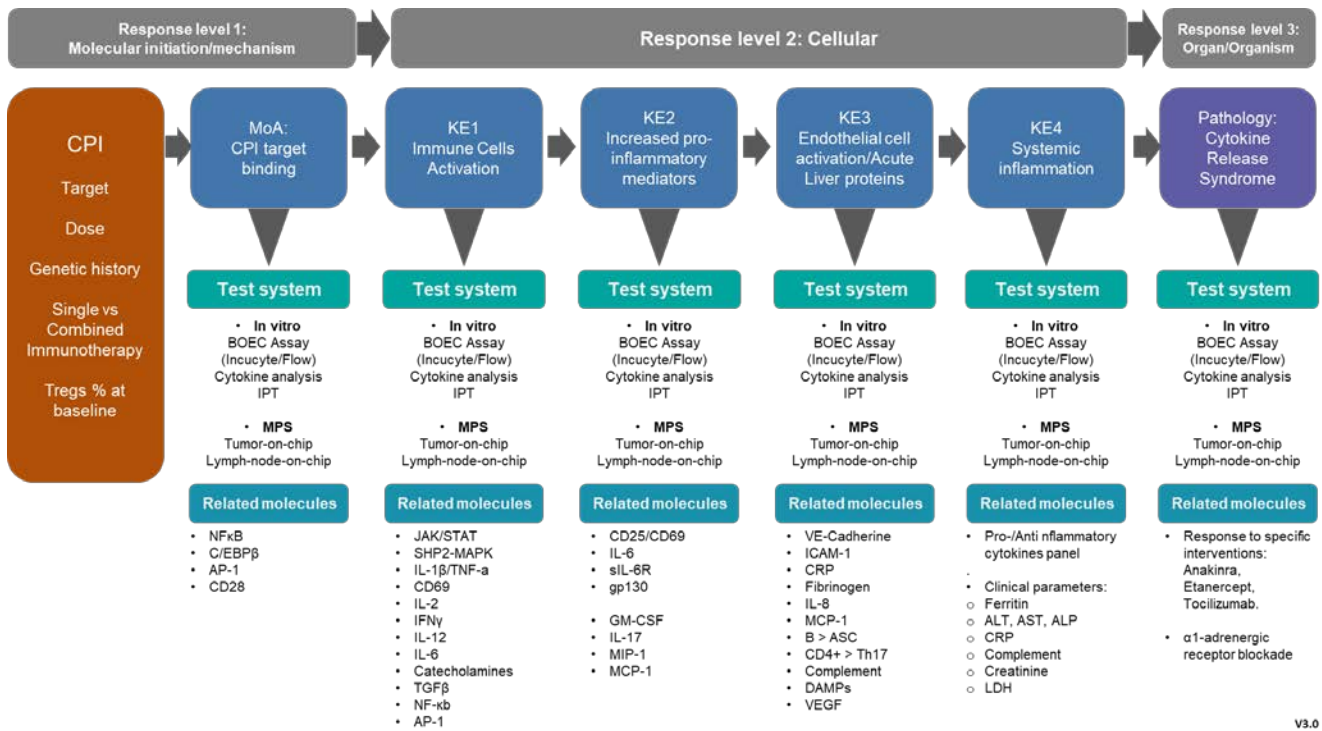 Response level 1:
Molecular initiation/mechanism
Response level 2: Cellular
Response level 3:
Organ/Organism
CPI
Target
Dose
Genetic history
Single vs
Combined
Immunotherapy
Tregs % at
baseline
MoA:
CPI target
binding
KE1
Immune Cells
Activation
KE2
Increased pro-
inflammatory
mediators
KE3
Endothelial cell
activation/Acute
Liver proteins
KE4
Systemic
inflammation
Pathology:
Cytokine
Release
Syndrome
Test system
• In vitro
BOEC Assay
(Incucyte/Flow)
Cytokine analysis
IPT
• MPS
Tumor-on-chip
Lymph-node-on-chip
Related molecules
• NFκB
• C/EBPβ
• AP-1
• CD28
Test system
• In vitro
BOEC Assay
(Incucyte/Flow)
Cytokine analysis
IPT
• MPS
Tumor-on-chip
Lymph-node-on-chip
Related molecules
• JAK/STAT
• SHP2-MAPK
• IL-1β/TNF-a
• CD69
• IL-2
• IFNγ
• IL-12
• IL-6
• Catecholamines
• TGFβ
• NF-κb
• AP-1
Test system
• In vitro
BOEC Assay
(Incucyte/Flow)
Cytokine analysis
IPT
• MPS
Tumor-on-chip
Lymph-node-on-chip
Related molecules
• CD25/CD69
• IL-6
• sIL-6R
• gp130
• GM-CSF
• IL-17
• MIP-1
• MCP-1
Test system
• In vitro
BOEC Assay
(Incucyte/Flow)
Cytokine analysis
IPT
• MPS
Tumor-on-chip
Lymph-node-on-chip
Related molecules
• VE-Cadherine
• ICAM-1
• CRP
• Fibrinogen
• IL-8
• MCP-1
• B > ASC
• CD4+ > Th17
• Complement
• DAMPs
• VEGF
Test system
• In vitro
BOEC Assay
(Incucyte/Flow)
Cytokine analysis
IPT
• MPS
Tumor-on-chip
Lymph-node-on-chip
Related molecules
• Pro-/Anti nflammatory
cytokines panel
.
• Clinical parameters:
o Ferritin
o ALT, AST, ALP
o CRP
o Complement
o Creatinine
o LDH
Test system
• In vitro
BOEC Assay
(Incucyte/Flow)
Cytokine analysis
IPT
• MPS
Tumor-on-chip
Lymph-node-on-chip
Related molecules
• Response to specific
interventions:
Anakinra,
Etanercept,
Tocilizumab.
• α1-adrenergic
receptor blockade
V3.0